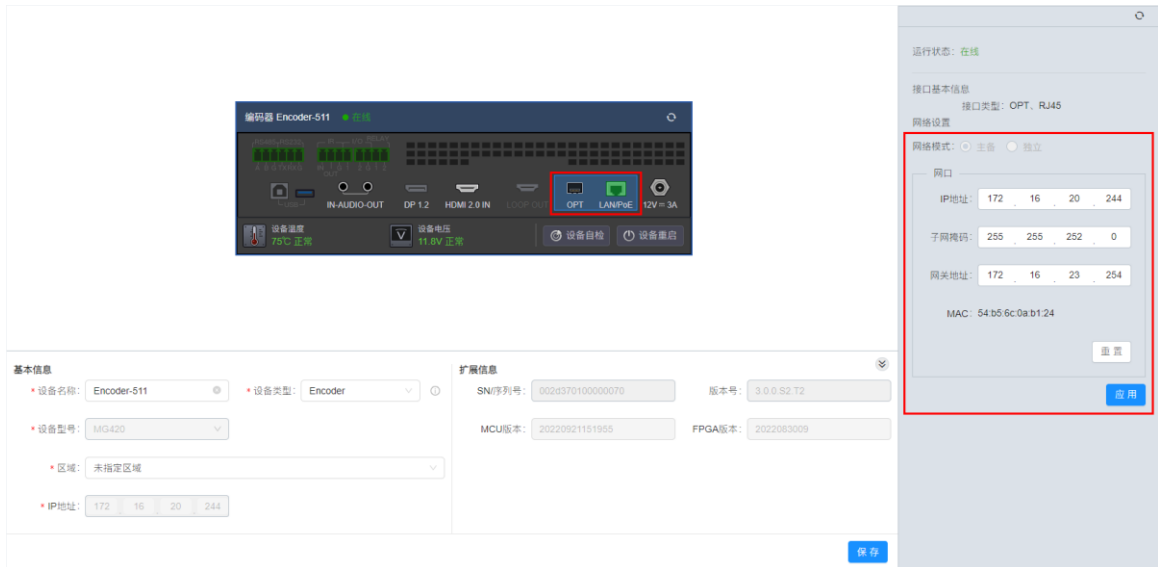 编码器 Encoder-511 ● 在线
RELAY
OUT
IN-AUDIO-OUT DP 1.2 HDMI 2.0 IN LOOP OUT OPT LAN/PoE 12V ⎓ 3A
设备温度
75℃ 正常
设备电压
11.8V 正常
设备自检 设备重启
运行状态: 在线
接口基本信息
接口类型: OPT、RJ45
网络设置
网络模式: 主备 独立
网口
IP地址: 172 . 16 . 20 . 244
子网掩码: 255 . 255 . 252 . 0
网关地址: 172 . 16 . 23 . 254
MAC: 54:b5:6c:0a:b1:24
重置
应用
基本信息
* 设备名称: Encoder-511 * 设备类型: Encoder
* 设备型号: MG420
* 区域: 未指定区域
* IP地址: 172 . 16 . 20 . 244
扩展信息
SN/序列号: 002d370100000070 版本号: 3.0.0.S2.T2
MCU版本: 20220921151955 FPGA版本: 2022083009
保存